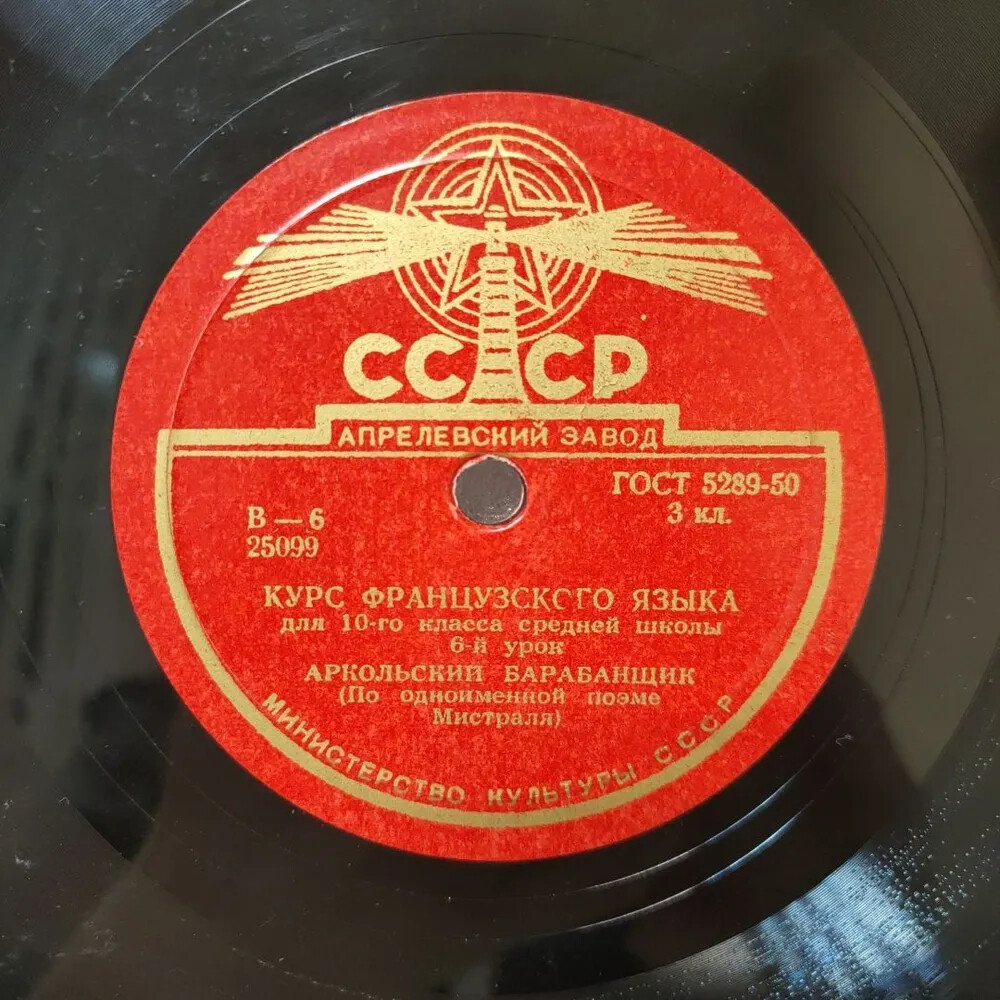 СССР
АПРЕЛЕВСКИЙ ЗАВОД
ГОСТ 5289-50
3 кл.
В — 6
25099
КУРС ФРАНЦУЗСКОГО ЯЗЫКА
для 10-го класса средней школы
6-й урок
АРКОЛЬСКИЙ БАРАБАНЩИК
(По одноименной поэме
Мистраля)
МИНИСТЕРСТВО КУЛЬТУРЫ СССР